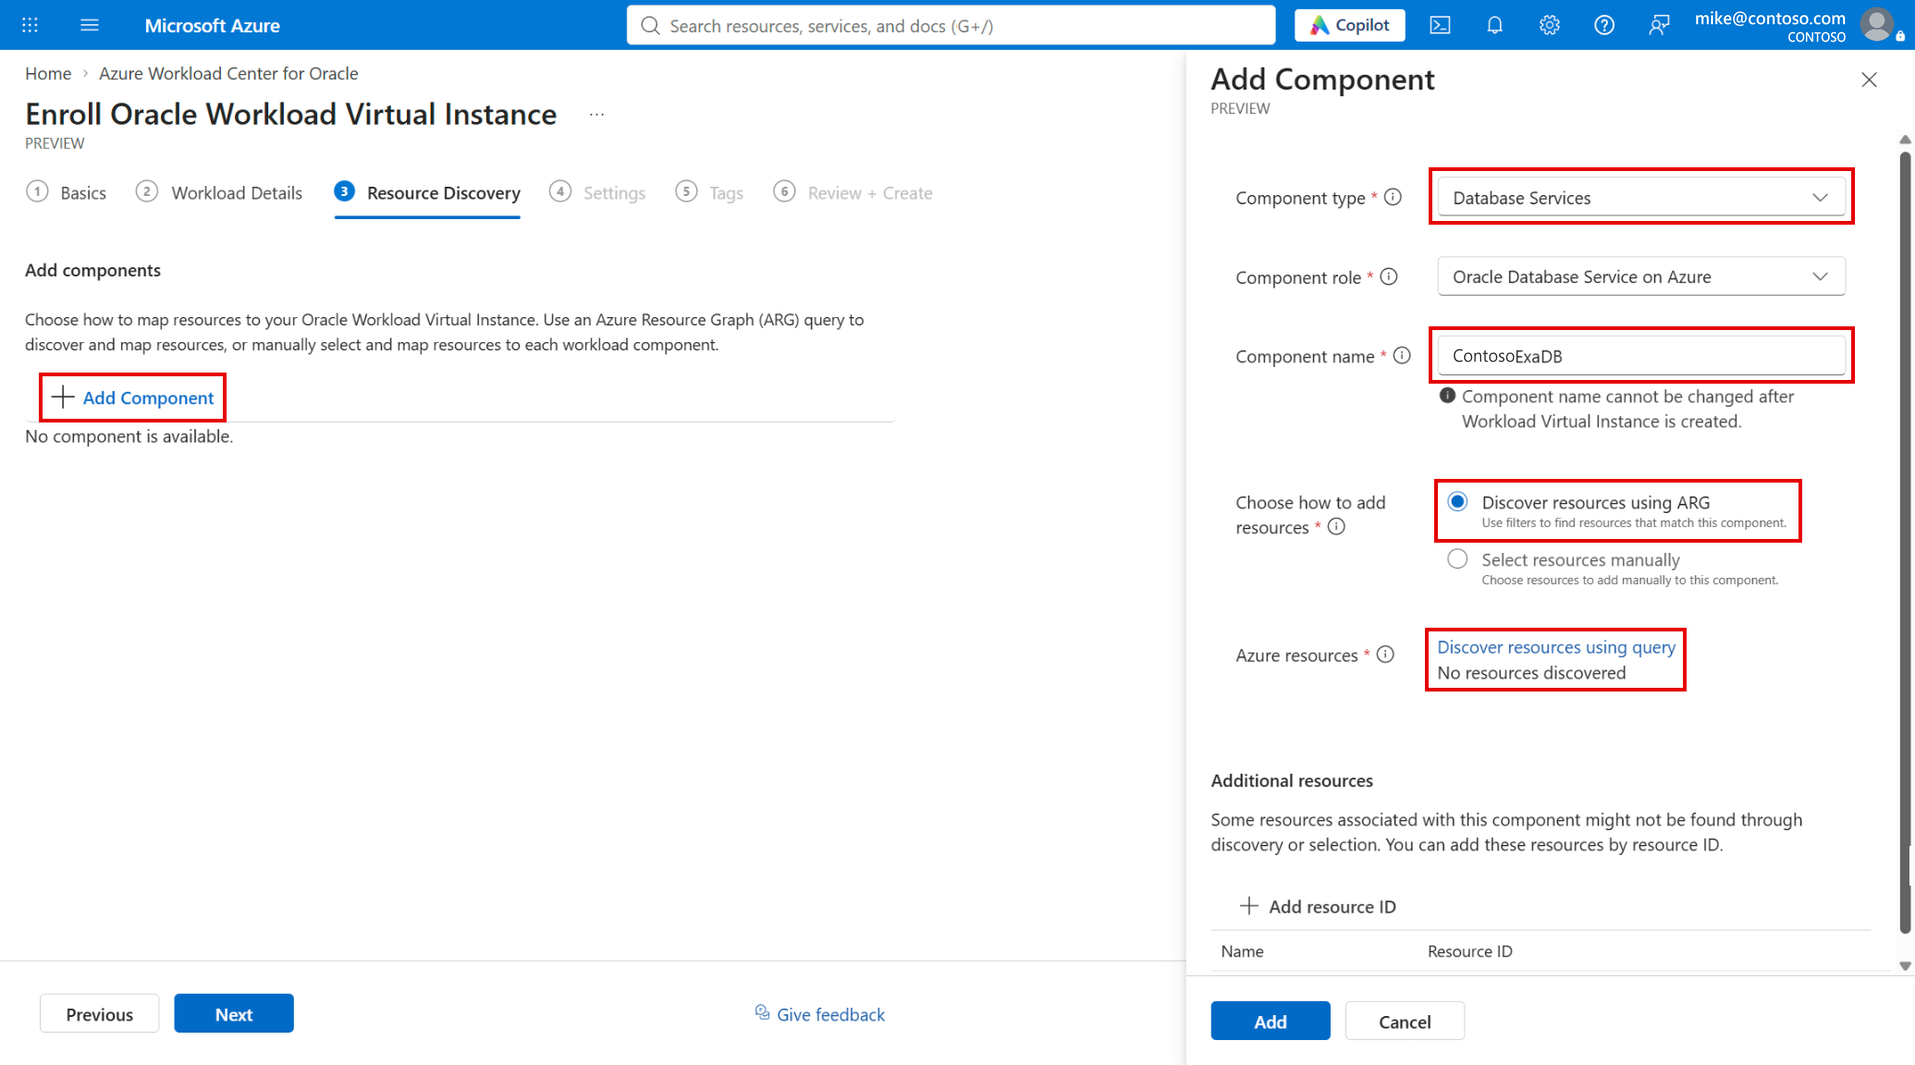 Microsoft Azure
Search resources, services, and docs (G+/)
Copilot
mike@contoso.com
CONTOSO
Home > Azure Workload Center for Oracle
Enroll Oracle Workload Virtual Instance ...
PREVIEW
1 Basics
2 Workload Details
3 Resource Discovery
4 Settings
5 Tags
6 Review + Create
Add components
Choose how to map resources to your Oracle Workload Virtual Instance. Use an Azure Resource Graph (ARG) query to
discover and map resources, or manually select and map resources to each workload component.
+ Add Component
No component is available.
Previous
Next
Give feedback
Add Component
PREVIEW
Component type *
Database Services
Component role *
Oracle Database Service on Azure
Component name *
ContosoExaDB
Component name cannot be changed after
Workload Virtual Instance is created.
Choose how to add
resources *
Discover resources using ARG
Use filters to find resources that match this component.
Select resources manually
Choose resources to add manually to this component.
Azure resources *
Discover resources using query
No resources discovered
Additional resources
Some resources associated with this component might not be found through
discovery or selection. You can add these resources by resource ID.
+ Add resource ID
Name Resource ID
Add
Cancel